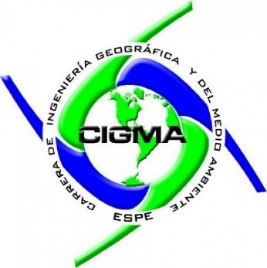 CARRERA DE INGENIERÍA GEOGRÁFICA Y DEL MEDIO AMBIENTE
CIGMA
ESPE